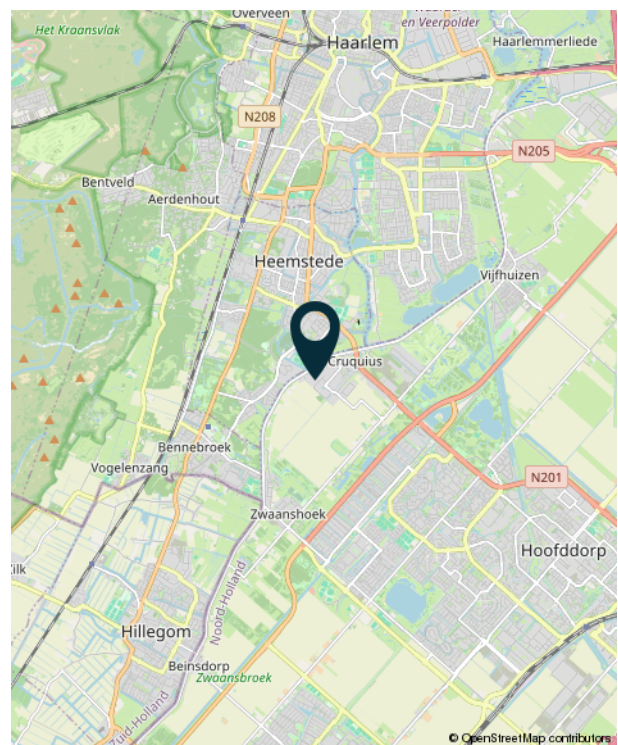 Overveen
Het Kraansvlak
Haarlem
en Veerpolder
Haarlemmerliede
N208
N205
Bentveld
Aerdenhout
Heemstede
Vijfhuizen
Cruquius
Bennebroek
Vogelenzang
N201
Zwaanshoek
Hoofddorp
Zilk
Noord-Holland
Hillegom
Beinsdorp
Zwaansbroek
Zuid-Holland
© OpenStreetMap contributors